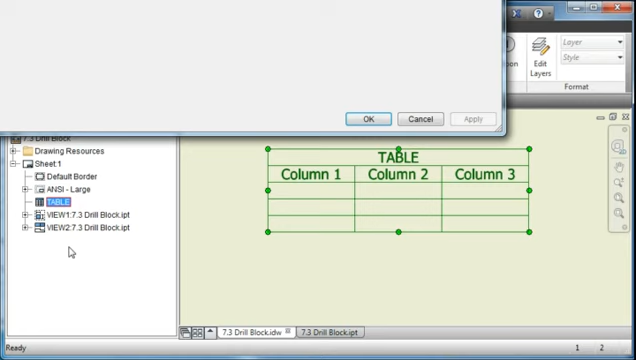 Layer
Style
Edit
Layers
Format
OK
Cancel
Apply
7.3 Drill Block
Drawing Resources
Sheet:1
Default Border
ANSI - Large
TABLE
VIEW1:7.3 Drill Block.ipt
VIEW2:7.3 Drill Block.ipt
TABLE
Column 1
Column 2
Column 3
7.3 Drill Block.idw
7.3 Drill Block.ipt
Ready
1
2